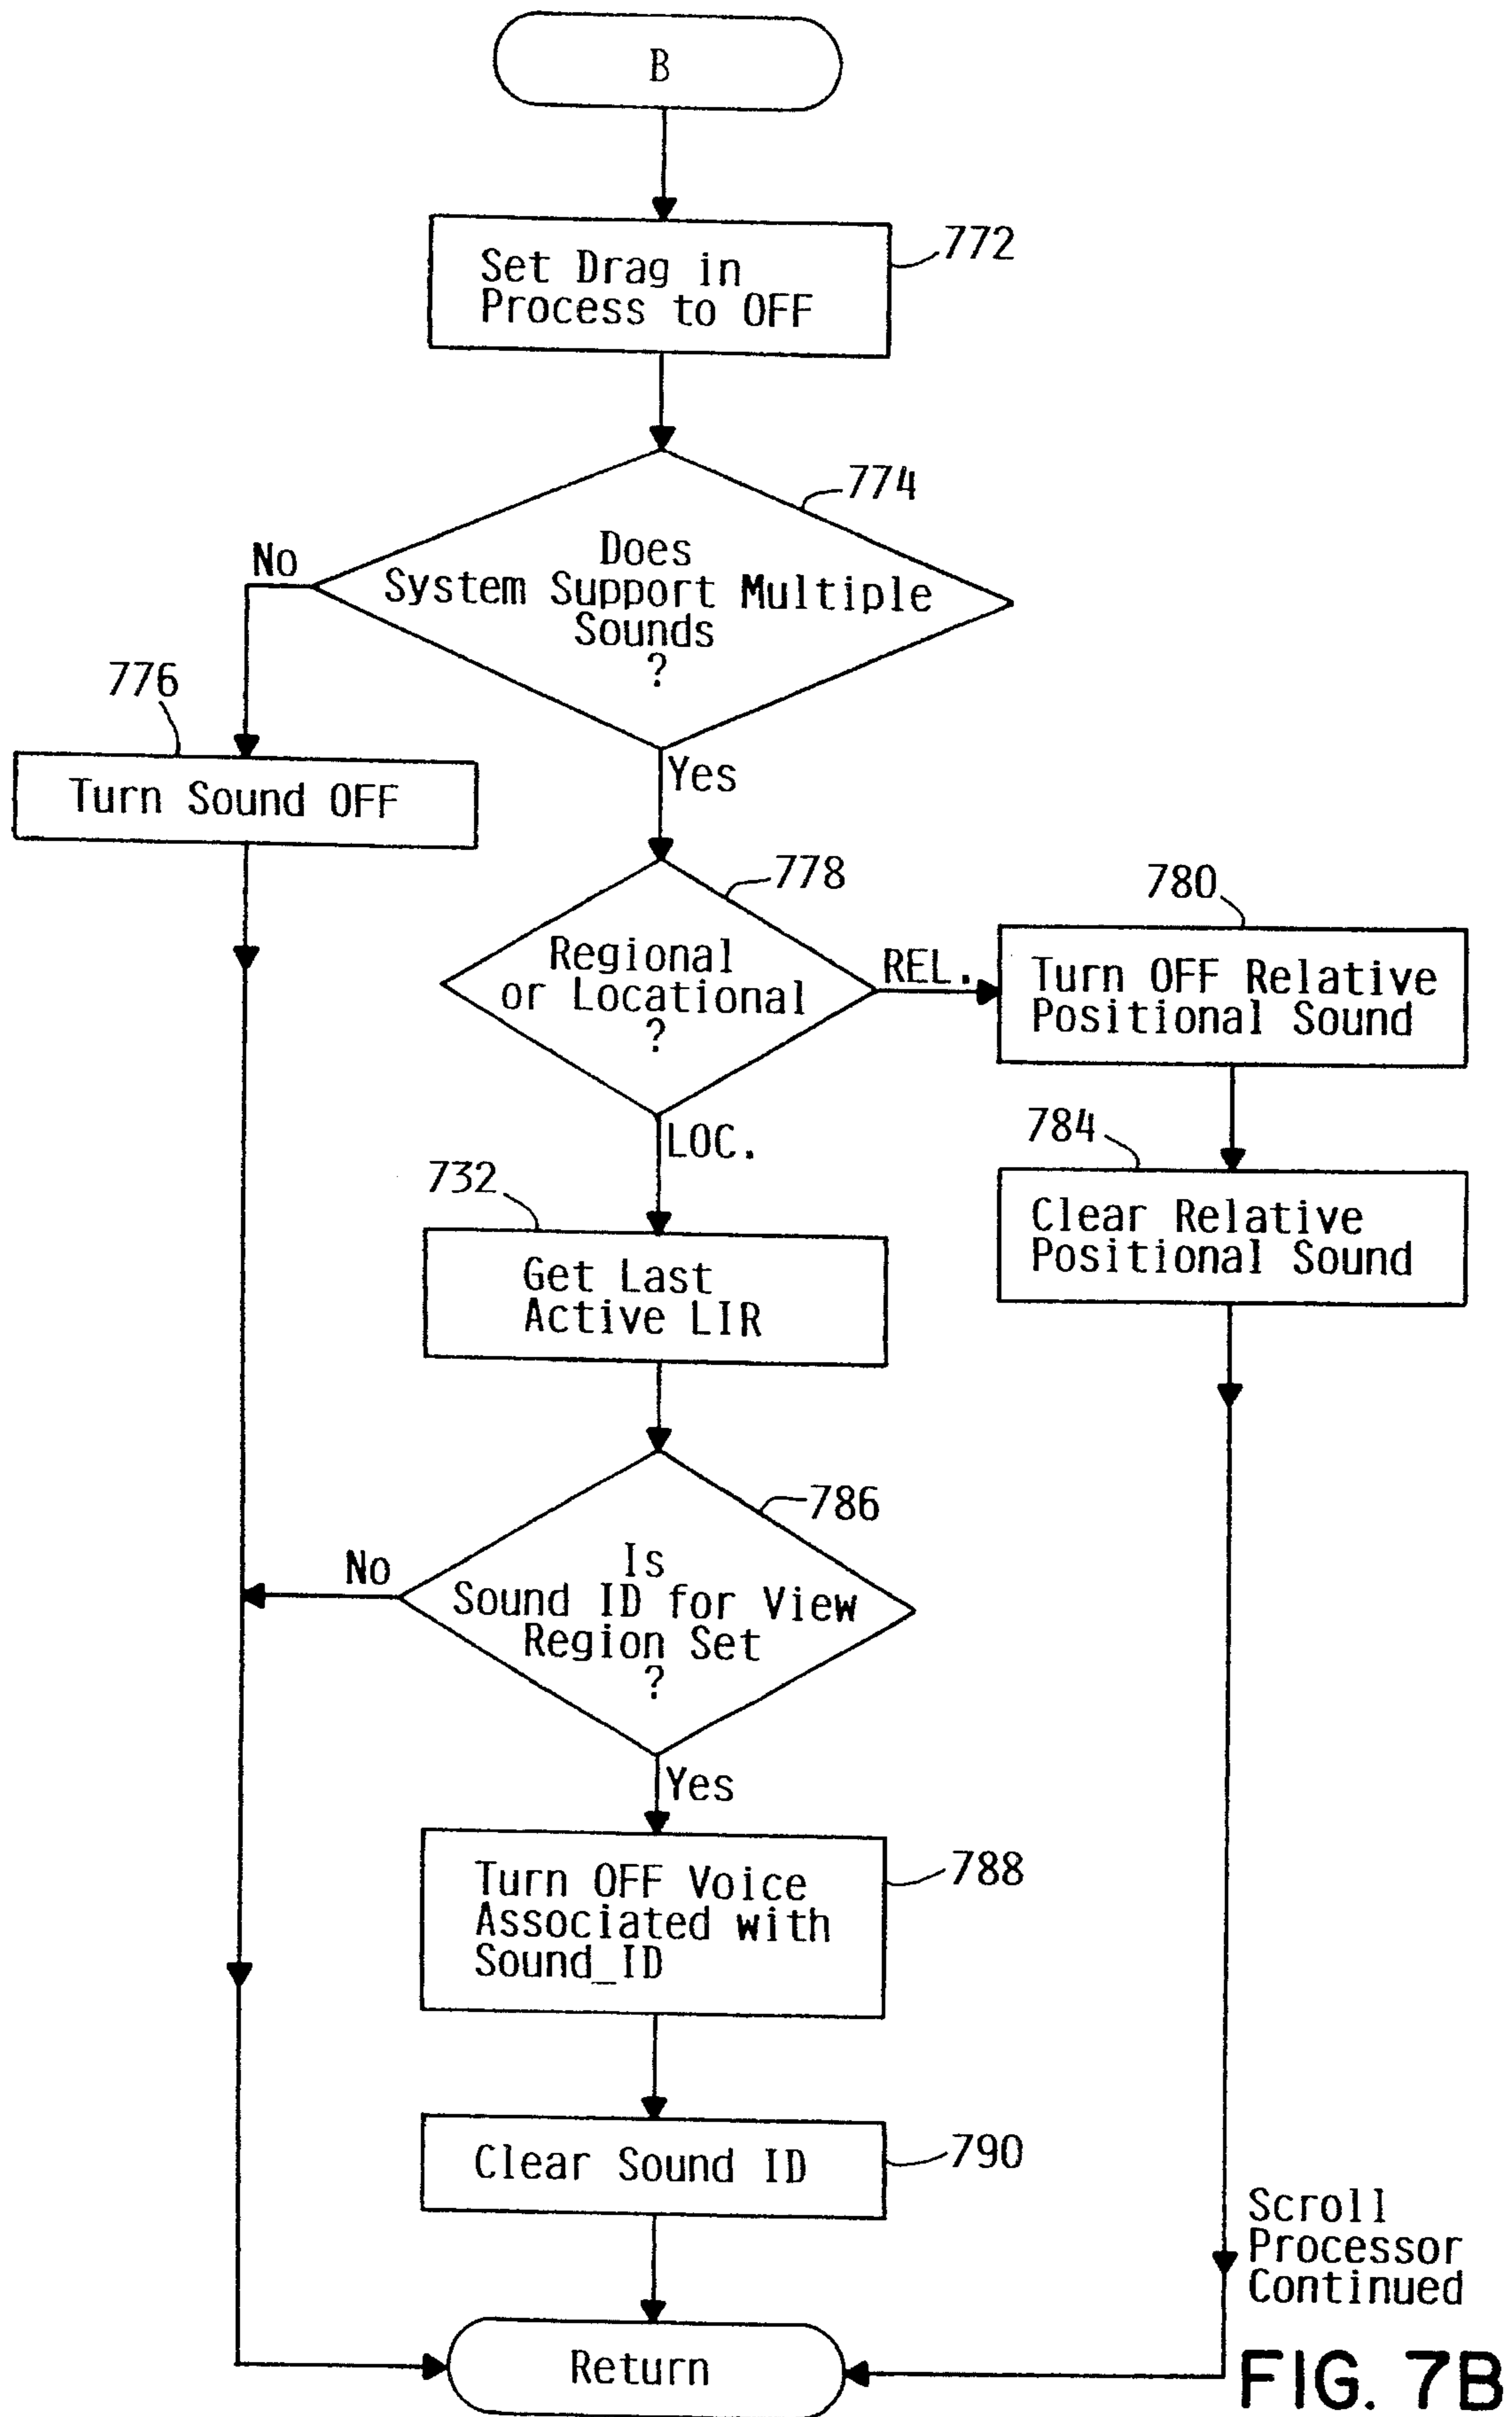 B
Set Drag in
Process to OFF
772
774
Does
System Support Multiple
Sounds
?
No
Yes
776
Turn Sound OFF
778
Regional
or Locational
?
REL.
LOC.
780
Turn OFF Relative
Positional Sound
784
Clear Relative
Positional Sound
732
Get Last
Active LIR
786
Is
Sound ID for View
Region Set
?
No
Yes
Turn OFF Voice
Associated with
Sound_ID
788
Clear Sound ID
790
Scroll
Processor
Continued
Return
FIG. 7B